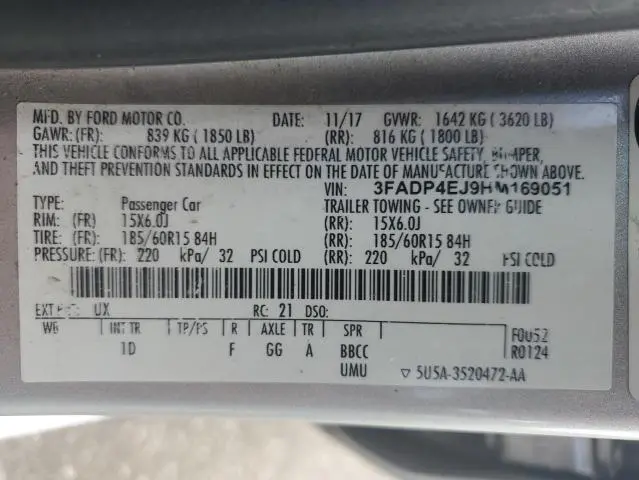 MFD. BY FORD MOTOR CO. DATE: 11/17 GVWR: 1642 KG ( 3620 LB)
GAWR: (FR): 839 KG ( 1850 LB) (RR): 816 KG ( 1800 LB)
THIS VEHICLE CONFORMS TO ALL APPLICABLE FEDERAL MOTOR VEHICLE SAFETY, BUMPER,
AND THEFT PREVENTION STANDARDS IN EFFECT ON THE DATE OF MANUFACTURE SHOWN ABOVE.
VIN: 3FADP4EJ9HM169051
TYPE: Passenger Car TRAILER TOWING - SEE OWNER GUIDE
RIM: (FR) 15X6.0J (RR): 15X6.0J
TIRE: (FR) 185/60R15 84H (RR): 185/60R15 84H
PRESSURE: (FR): 220 kPa/ 32 PSI COLD (RR): 220 kPa/ 32 PSI COLD
EXT UX RC: 21 DSO:
WB INT TR TP/PS R AXLE TR SPR F0052
1D F GG A BBCC R0124
UMU ▽ 5U5A-3520472-AA